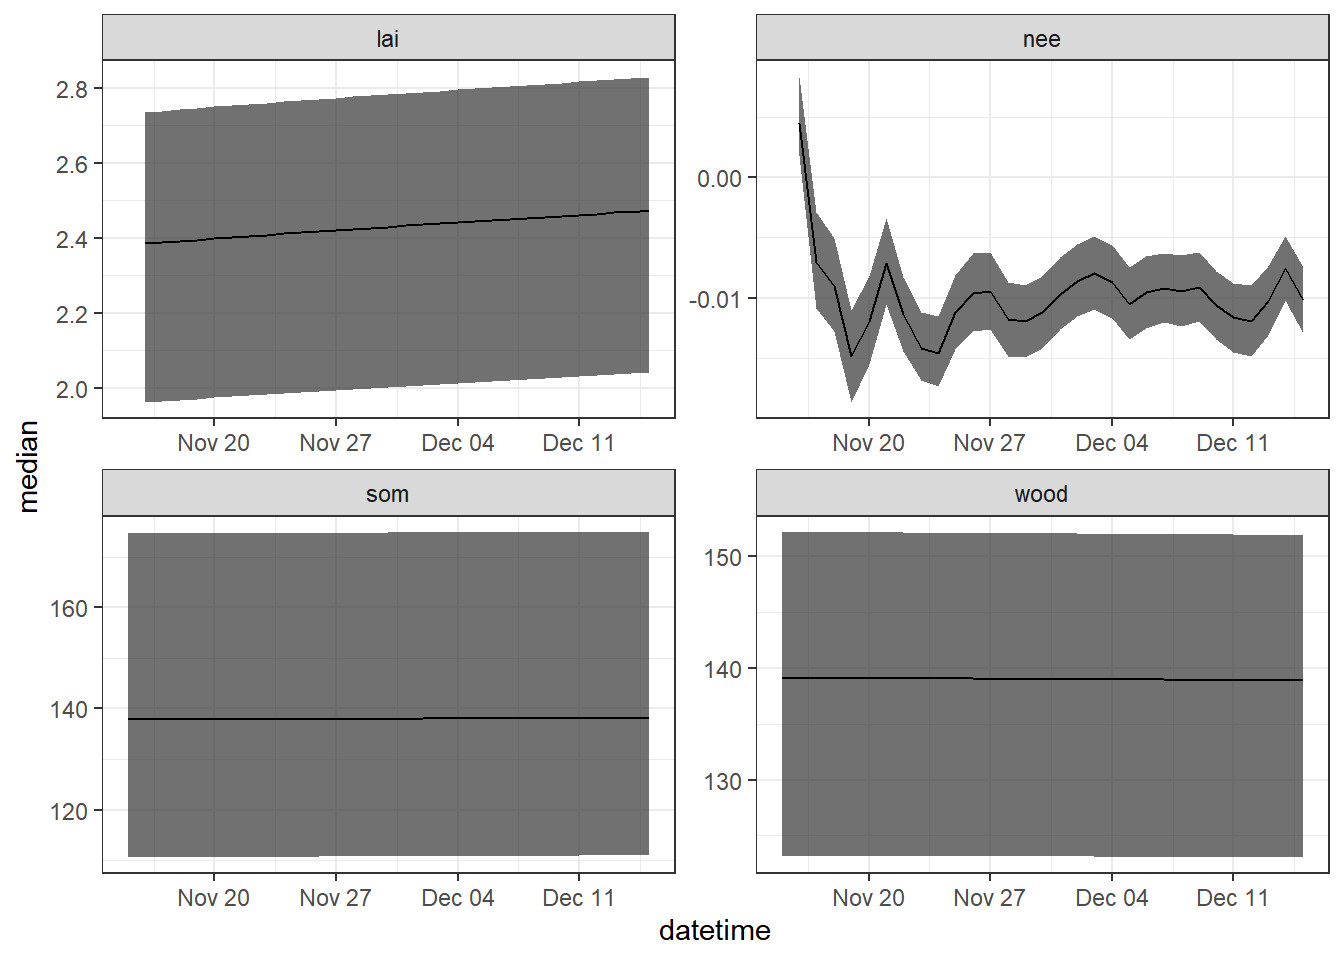 lai
nee
2.8
2.6
2.4
2.2
2.0
0.00
-0.01
Nov 20 Nov 27 Dec 04 Dec 11
Nov 20 Nov 27 Dec 04 Dec 11
median
som
wood
160
140
120
150
140
130
Nov 20 Nov 27 Dec 04 Dec 11
Nov 20 Nov 27 Dec 04 Dec 11
datetime